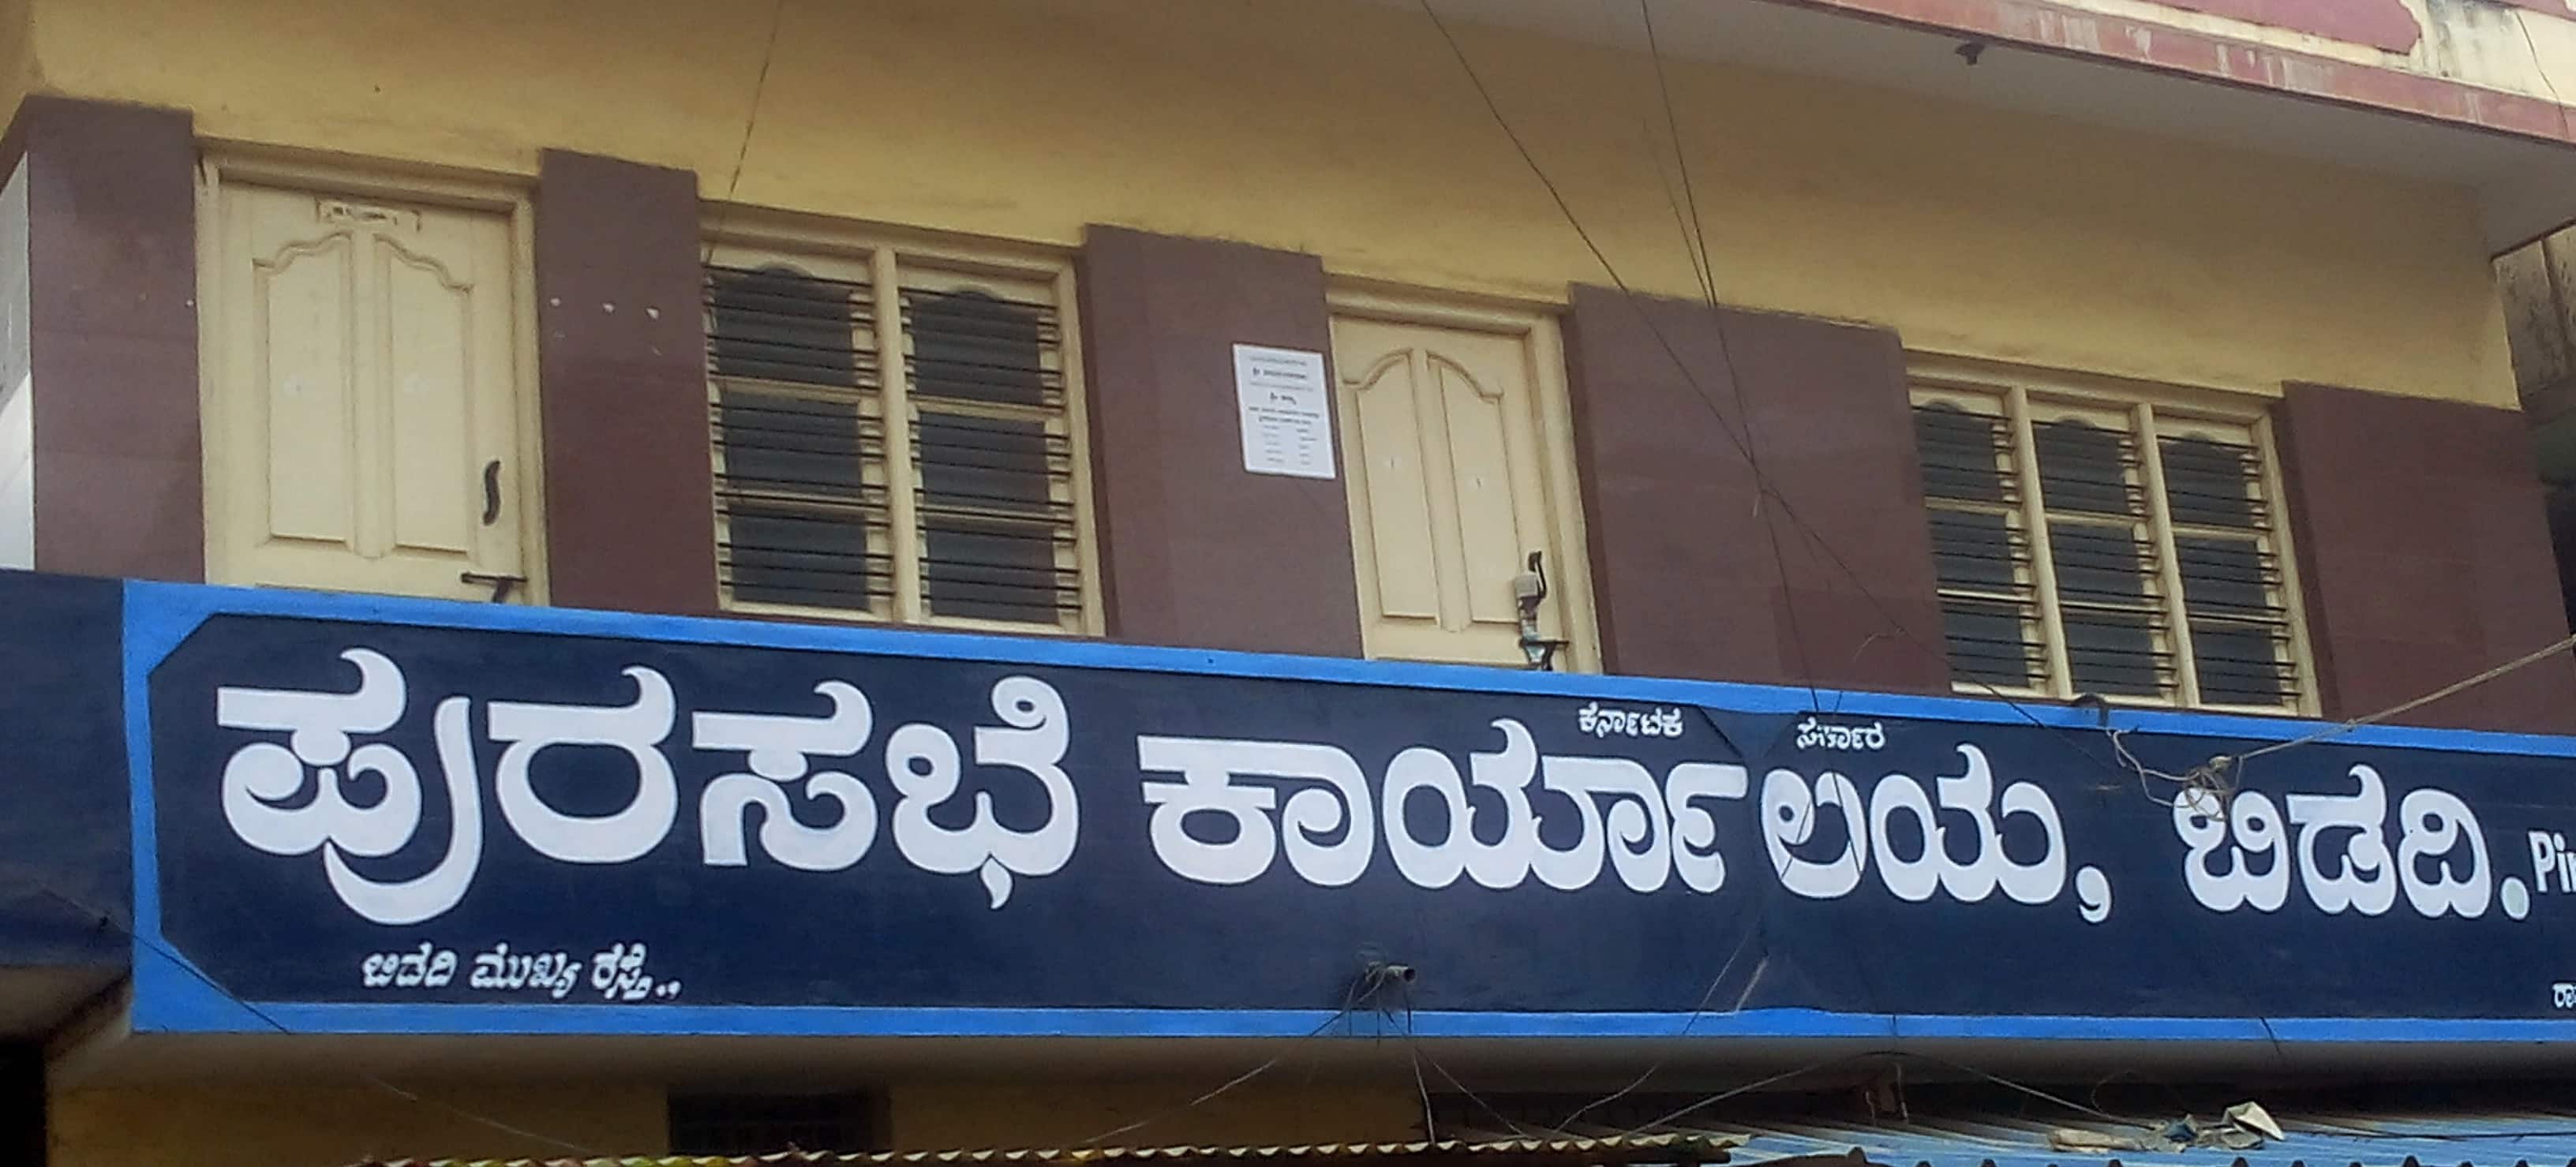 ಕರ್ನಾಟಕ ಸರ್ಕಾರ
ಪುರಸಭೆ ಕಾರ್ಯಾಲಯ, ಬಿಡದಿ.
ಬಿಡದಿ ಮುಖ್ಯ ರಸ್ತೆ..